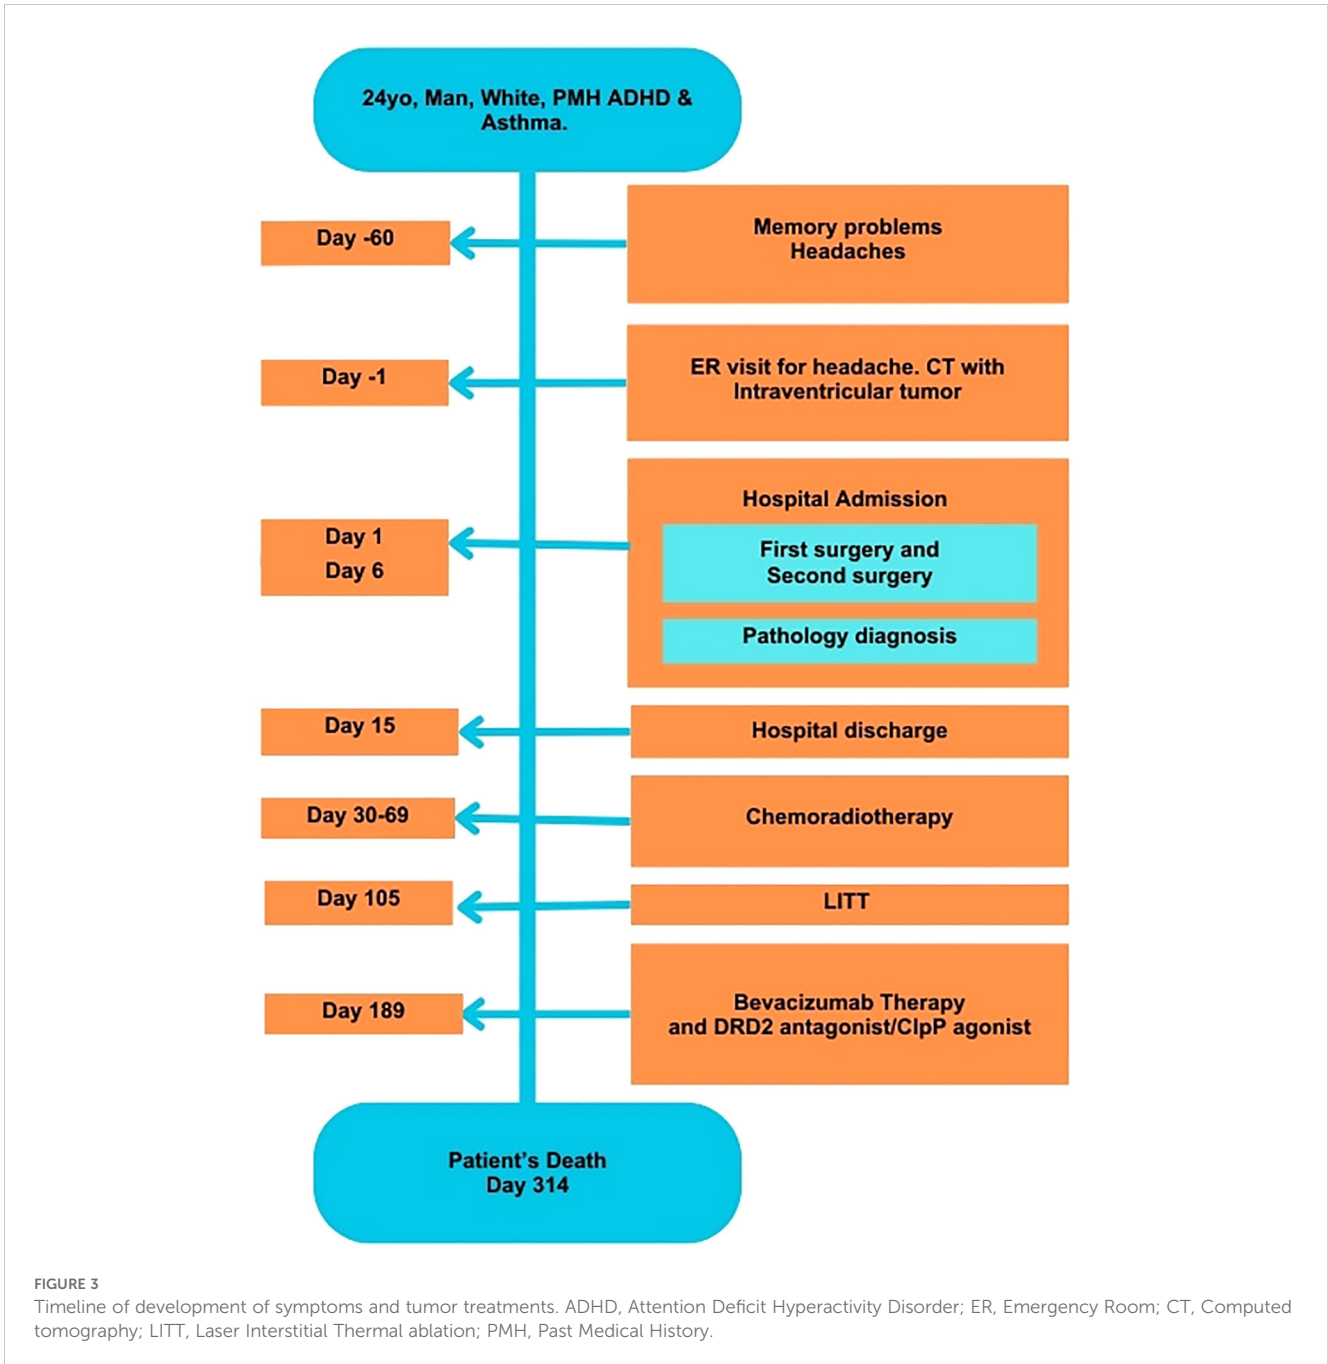 24yo, Man, White, PMH ADHD &
Asthma.
Day -60
Memory problems
Headaches
Day -1
ER visit for headache. CT with
Intraventricular tumor
Day 1
Day 6
Hospital Admission
First surgery and
Second surgery
Pathology diagnosis
Day 15
Hospital discharge
Day 30-69
Chemoradiotherapy
Day 105
LITT
Day 189
Bevacizumab Therapy
and DRD2 antagonist/ClpP agonist
Patient's Death
Day 314
FIGURE 3
Timeline of development of symptoms and tumor treatments. ADHD, Attention Deficit Hyperactivity Disorder; ER, Emergency Room; CT, Computed
tomography; LITT, Laser Interstitial Thermal ablation; PMH, Past Medical History.